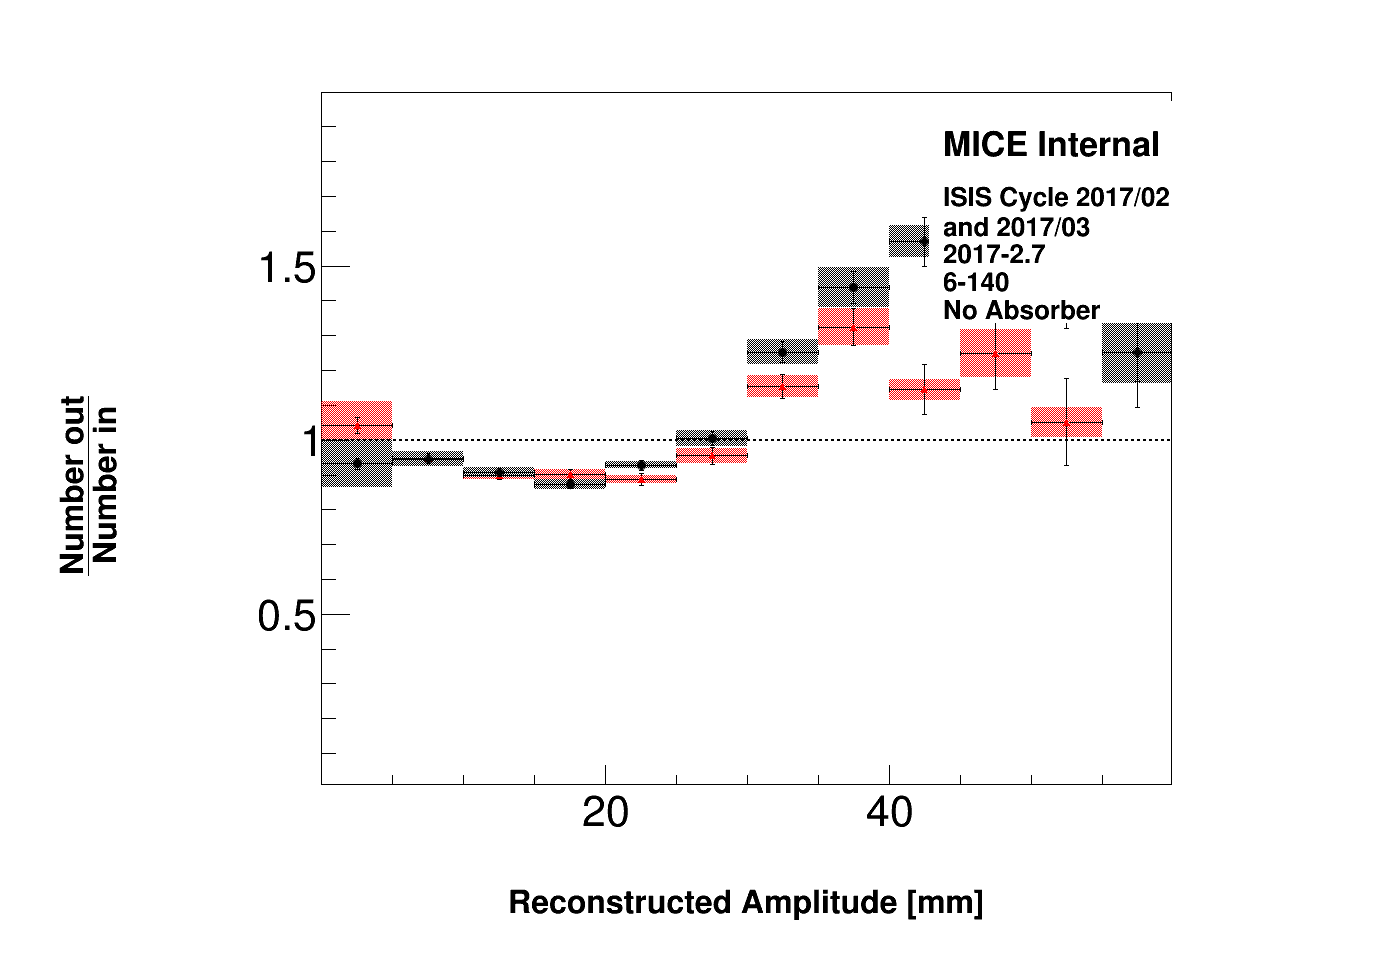 MICE Internal
ISIS Cycle 2017/02
and 2017/03
2017-2.7
6-140
No Absorber
1.5
1
0.5
20
40
Number out
Number in
Reconstructed Amplitude [mm]